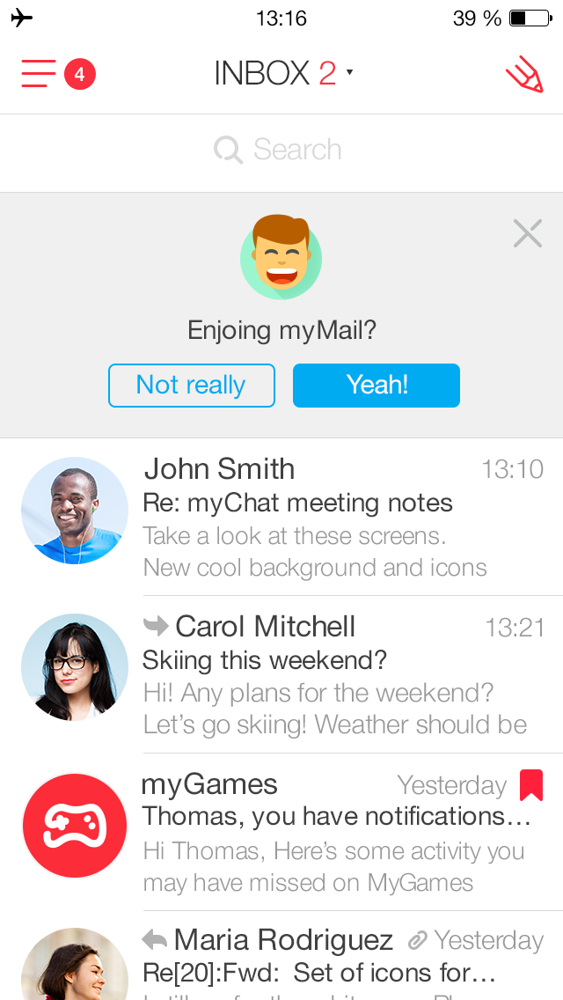 13:16
39 %
4
INBOX 2
Search
Enjoing myMail?
Not really
Yeah!
John Smith 13:10
Re: myChat meeting notes
Take a look at these screens.
New cool background and icons
Carol Mitchell 13:21
Skiing this weekend?
Hi! Any plans for the weekend?
Let’s go skiing! Weather should be
myGames Yesterday
Thomas, you have notifications…
Hi Thomas, Here’s some activity you
may have missed on MyGames
Maria Rodriguez Yesterday
Re[20]:Fwd: Set of icons for…